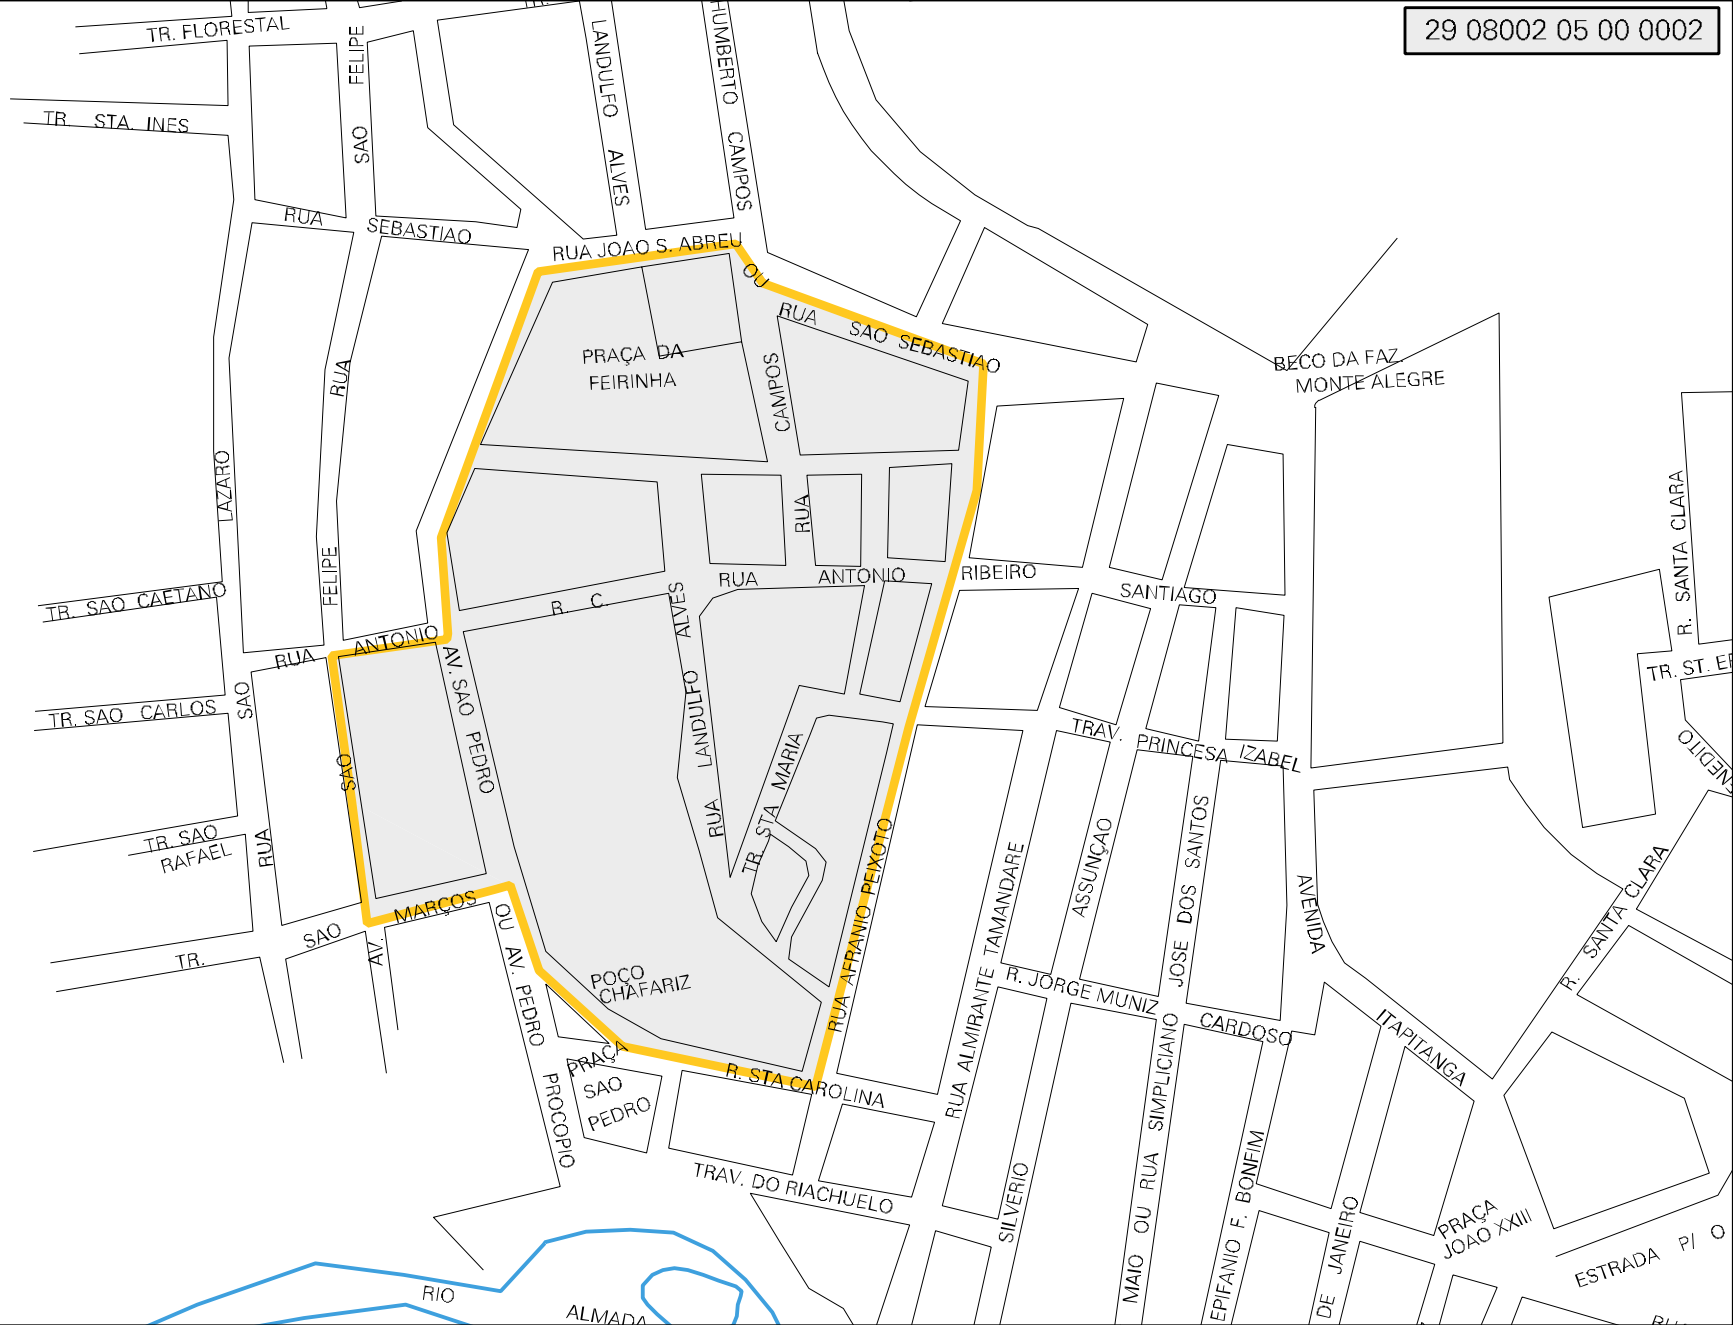 29 08002 05 00 0002
TR. FLORESTAL
FELIPE
SAO
LANDULFO ALVES
HUMBERTO CAMPOS
TR. STA. INES
RUA SEBASTIAO
RUA JOAO S. ABREU
OU
RUA SAO SEBASTIAO
PRAÇA DA
FEIRINHA
CAMPOS
RUA
BECO DA FAZ.
MONTE ALEGRE
RUA
FELIPE
LAZARO
SAO
RUA
TR. SAO CAETANO
RUA ANTONIO
R. C.
RUA ANTONIO RIBEIRO
SANTIAGO
R. SANTA CLARA
TR. SAO CARLOS
AV. SAO PEDRO
SAO
RUA LANDULFO ALVES
TR. STA MARIA
TRAV. PRINCESA IZABEL
TR. SAO
RAFAEL
MARÇOS
SAO
TR.
AV.
OU AV. PEDRO PROCOPIO
POÇO
CHAFARIZ
RUA AFRANIO PEIXOTO
RUA ALMIRANTE TAMANDARE
ASSUNÇAO
JOSE DOS SANTOS
AVENIDA
ITAPITANGA
R. SANTA CLARA
R. JORGE MUNIZ
CARDOSO
PRAÇA
SAO
PEDRO
R. STA CAROLINA
TRAV. DO RIACHUELO
SILVERIO
MAIO OU RUA SIMPLICIANO
EPIFANIO F. BONFIM
DE JANEIRO
PRAÇA
JOAO XXIII
ESTRADA P/ O
RIO
ALMADA